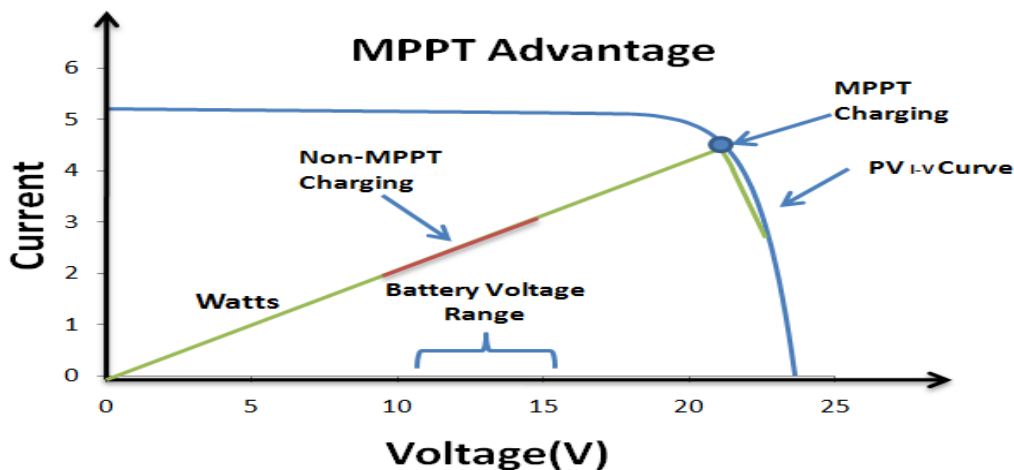 MPPT Advantage
6
5
4
3
2
1
0
Current
MPPT
Charging
Non-MPPT
Charging
PV I-V Curve
Watts
Battery Voltage
Range
0
5
10
15
20
25
Voltage(V)